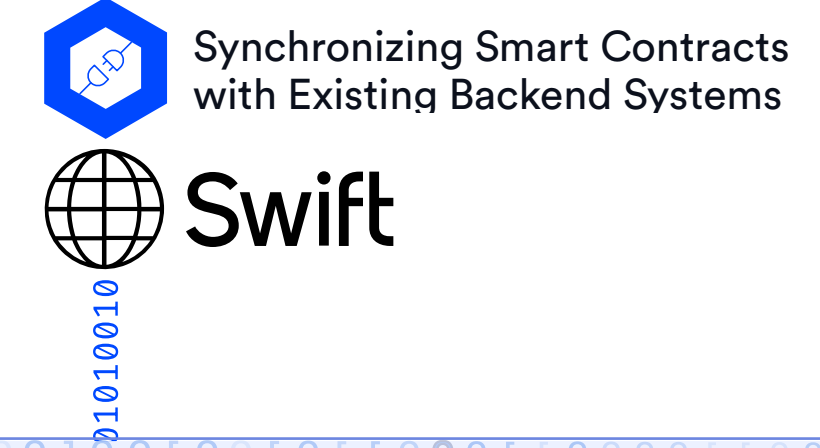 Synchronizing Smart Contracts
with Existing Backend Systems
Swift
01010010